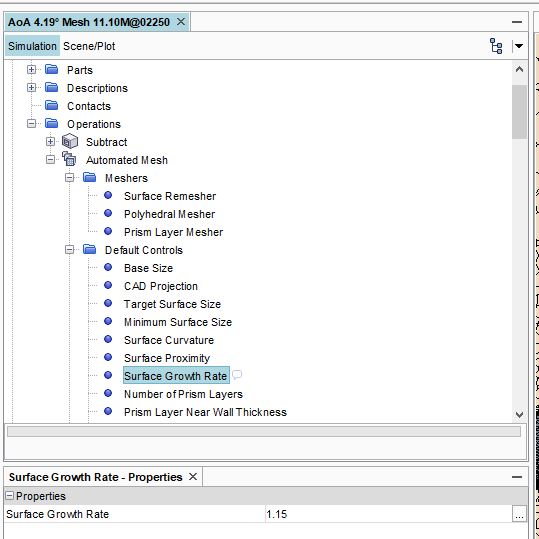 AoA 4.19° Mesh 11.10M@02250
Simulation Scene/Plot
Parts
Descriptions
Contacts
Operations
Subtract
Automated Mesh
Meshers
Surface Remesher
Polyhedral Mesher
Prism Layer Mesher
Default Controls
Base Size
CAD Projection
Target Surface Size
Minimum Surface Size
Surface Curvature
Surface Proximity
Surface Growth Rate
Number of Prism Layers
Prism Layer Near Wall Thickness
Surface Growth Rate - Properties
Properties
Surface Growth Rate 1.15 ...